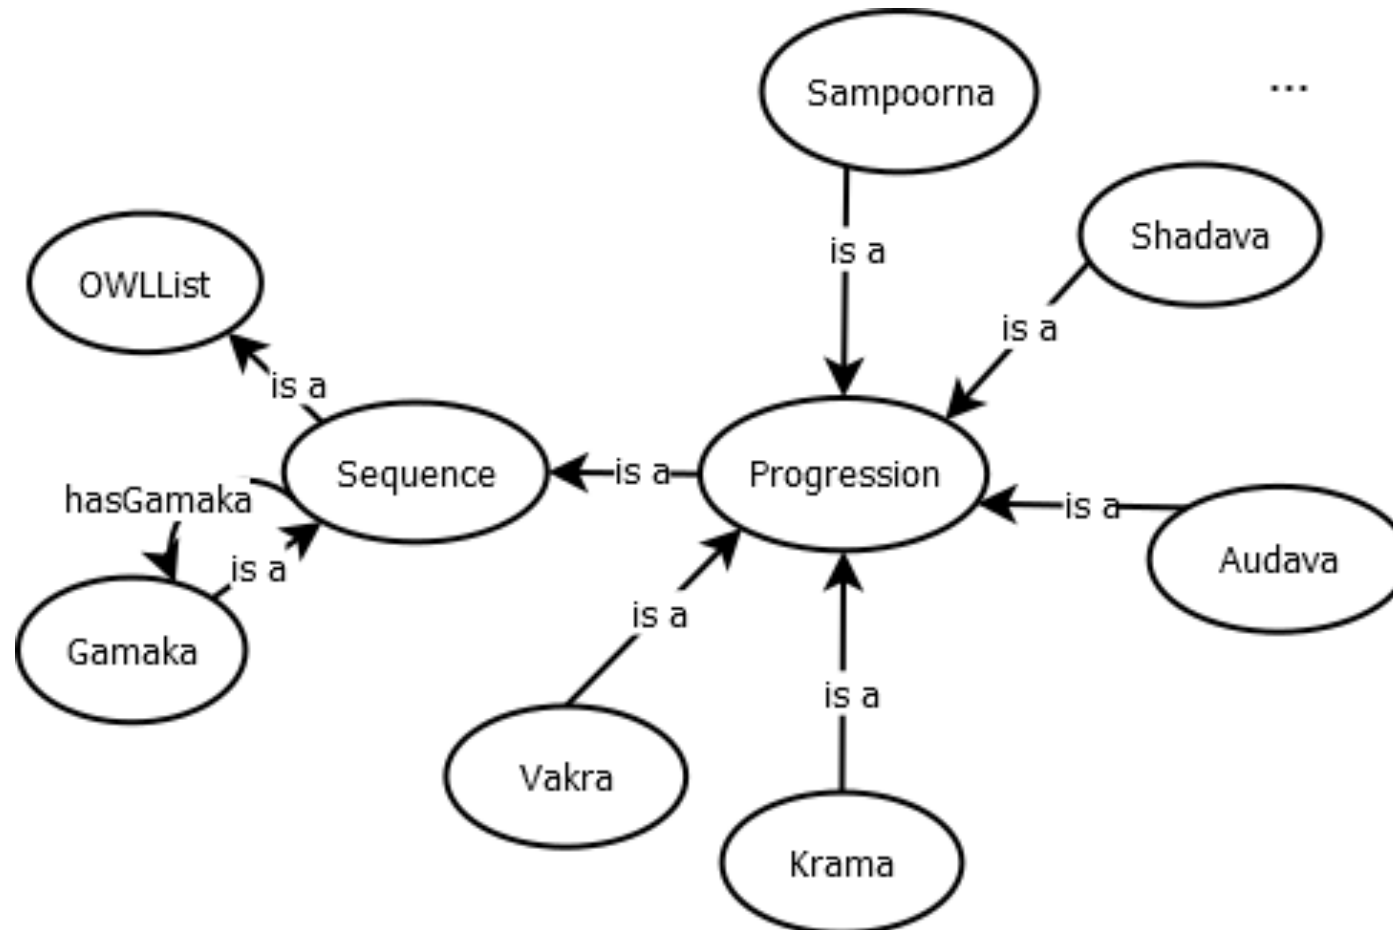 Sampoorna
...
Shadava
is a
OWLList
is a
is a
Sequence
is a
Progression
hasGamaka
is a
is a
Audava
Gamaka
is a
is a
Vakra
Krama